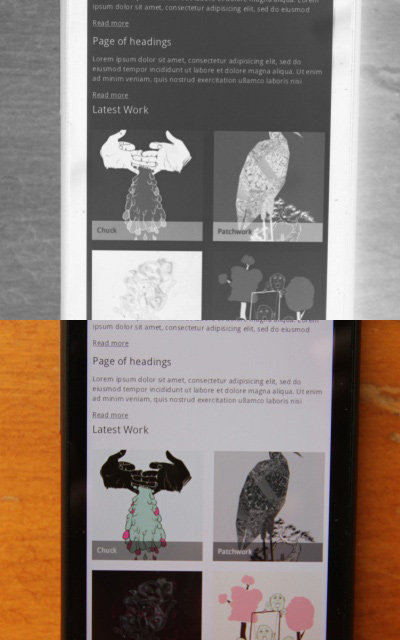 ipsum dolor sit amet, consectetur adipisicing elit, sed do eiusmod
Read more
Page of headings
Lorem ipsum dolor sit amet, consectetur adipisicing elit, sed do
eiusmod tempor incididunt ut labore et dolore magna aliqua. Ut enim
ad minim veniam, quis nostrud exercitation ullamco laboris nisi
Read more
Latest Work
Chuck
Patchwork
ipsum dolor sit amet, consectetur adipisicing elit, sed do eiusmod
Read more
Page of headings
Lorem ipsum dolor sit amet, consectetur adipisicing elit, sed do
eiusmod tempor incididunt ut labore et dolore magna aliqua. Ut enim
ad minim veniam, quis nostrud exercitation ullamco laboris nisi
Read more
Latest Work
Chuck
Patchwork